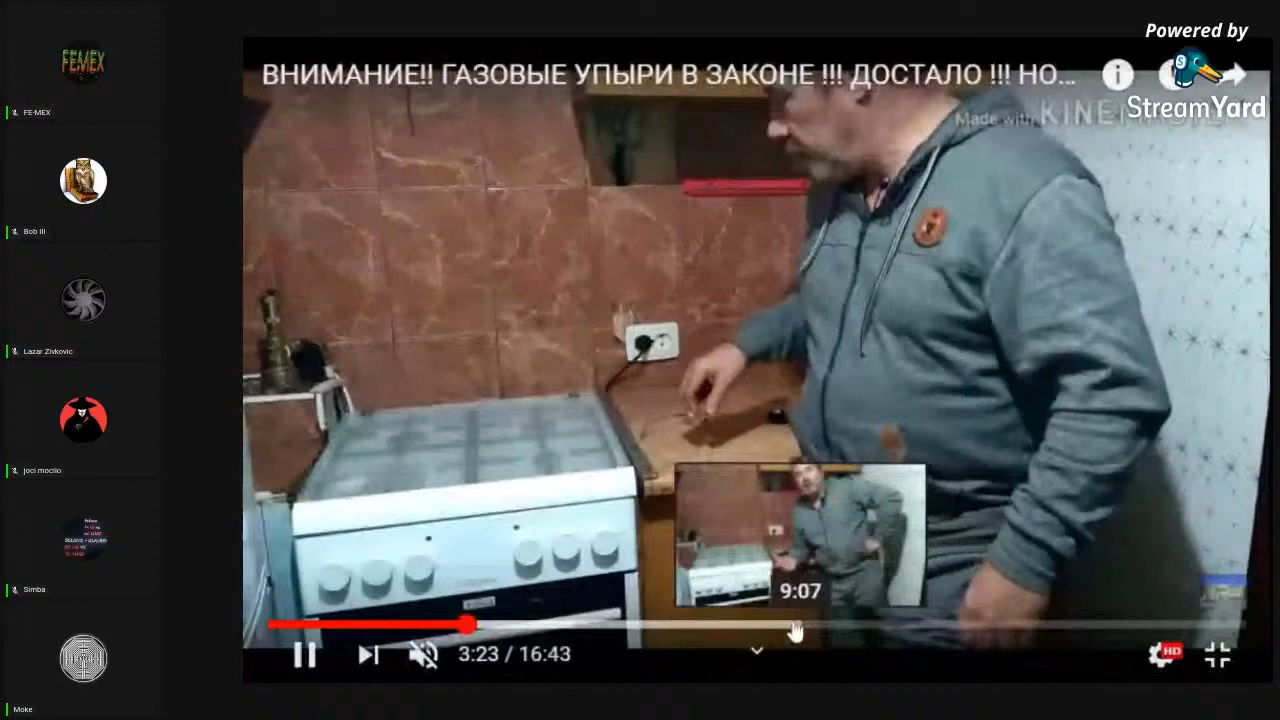 Powered by
StreamYard
ВНИМАНИЕ!! ГАЗОВЫЕ УПЫРИ В ЗАКОНЕ !!! ДОСТАЛО !!! НО...
Made with
FEMEX
FE-MEX
Bob III
Lazar Zivkovic
joci mocilo
Simba
Moke
9:07
3:23 / 16:43
HD